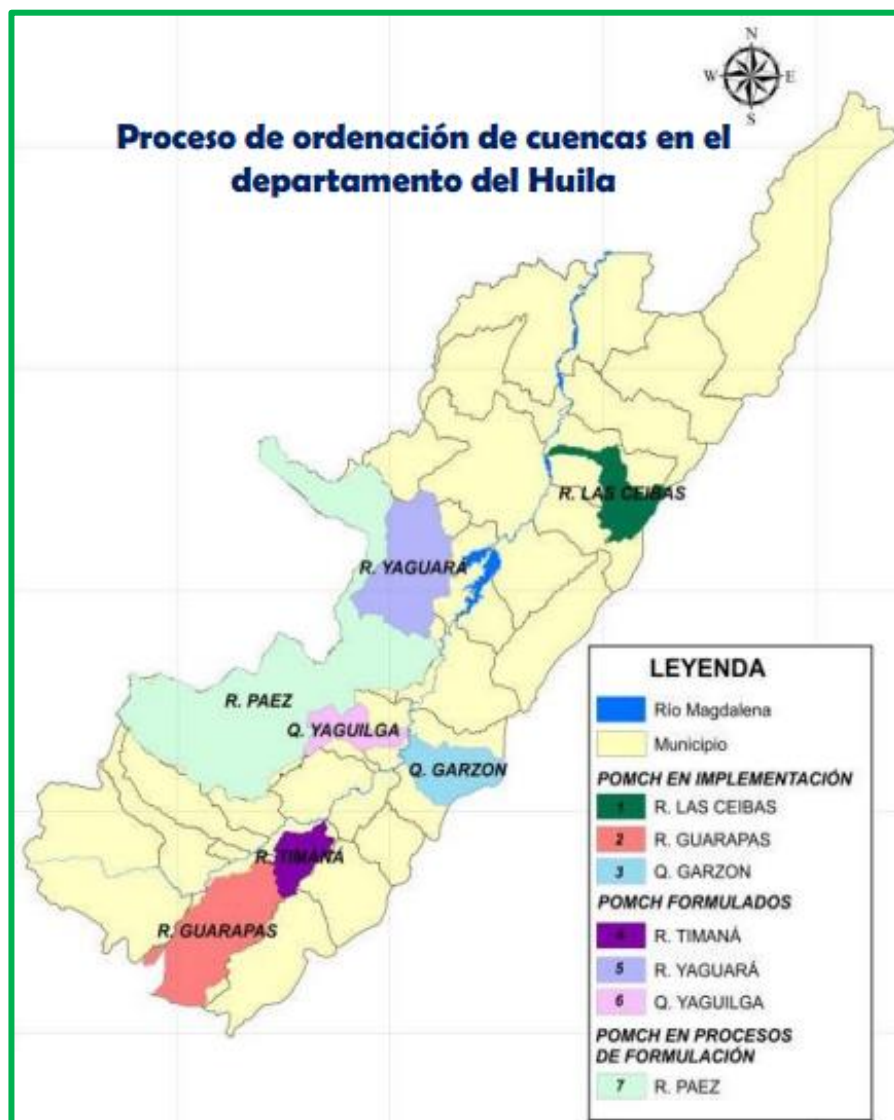 N
W E
S
Proceso de ordenación de cuencas en el
departamento del Huila
R. LAS CEIBAS
R. YAGUARÁ
R. PAEZ
Q. YAGUILGA
Q. GARZON
R. TIMANÁ
R. GUARAPAS
LEYENDA
Río Magdalena
Municipio
POMCH EN IMPLEMENTACIÓN
1 R. LAS CEIBAS
2 R. GUARAPAS
3 Q. GARZON
POMCH FORMULADOS
4 R. TIMANÁ
5 R. YAGUARÁ
6 Q. YAGUILGA
POMCH EN PROCESOS
DE FORMULACIÓN
7 R. PAEZ